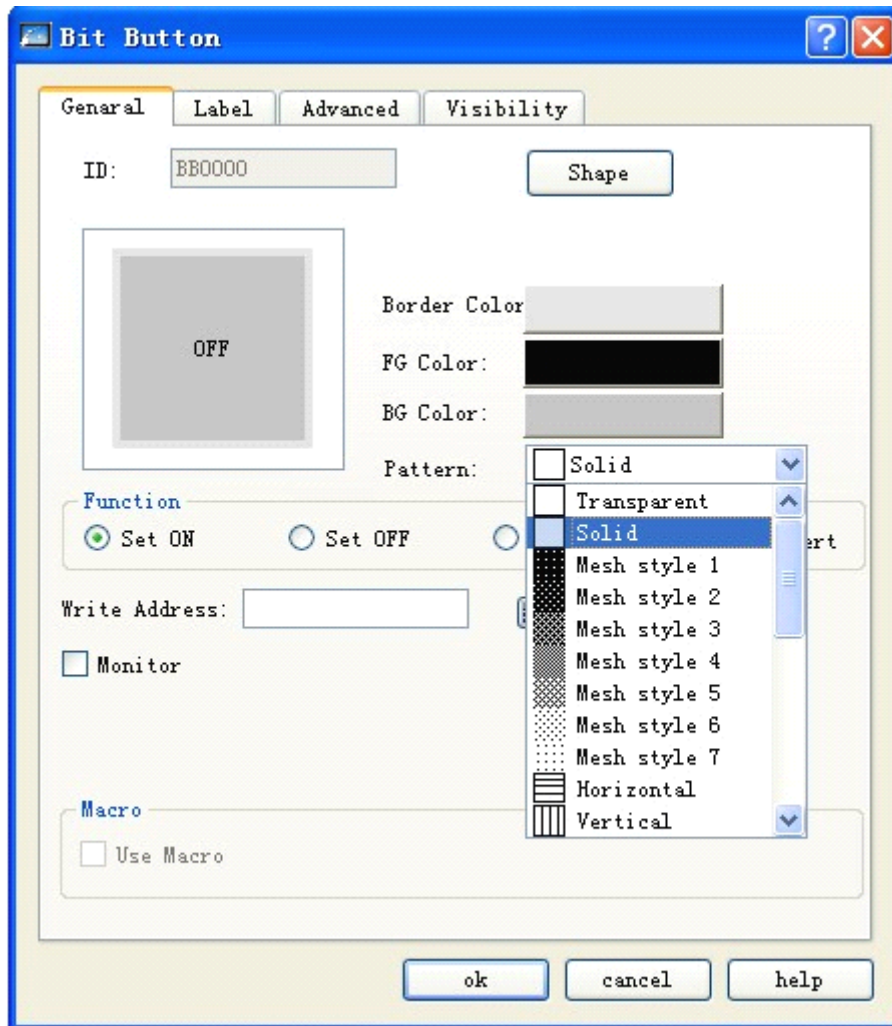 Bit Button
Genaral Label Advanced Visibility
ID: BB0000 Shape
OFF
Border Color
FG Color:
BG Color:
Pattern: Solid
Transparent
Solid
Mesh style 1
Mesh style 2
Mesh style 3
Mesh style 4
Mesh style 5
Mesh style 6
Mesh style 7
Horizontal
Vertical
Function
Set ON Set OFF
Write Address:
Monitor
Macro
Use Macro
ok cancel help